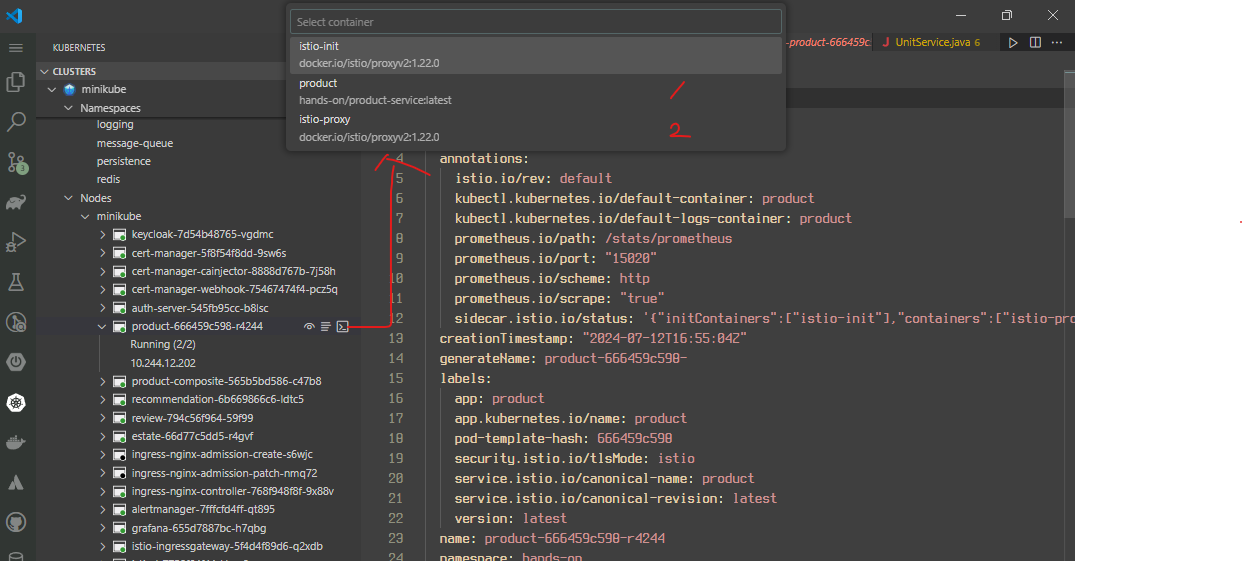 Select container
istio-init
docker.io/istio/proxyv2:1.22.0
product
hands-on/product-service:latest
istio-proxy
docker.io/istio/proxyv2:1.22.0
1
2
-product-666459c
UnitService.java 6
KUBERNETES
CLUSTERS
minikube
Namespaces
logging
message-queue
persistence
redis
Nodes
minikube
keycloak-7d54b48765-vgdmc
cert-manager-5f8f54f8dd-9sw6s
cert-manager-cainjector-8888d767b-7j58h
cert-manager-webhook-75467474f4-pcz5q
auth-server-545fb95cc-b8lsc
product-666459c598-r4244
Running (2/2)
10.244.12.202
product-composite-565b5bd586-c47b8
recommendation-6b669866c6-ldtc5
review-794c56f964-59f99
estate-66d77c5dd5-r4gvf
ingress-nginx-admission-create-s6wjc
ingress-nginx-admission-patch-nmq72
ingress-nginx-controller-768f948f8f-9x88v
alertmanager-7fffcfd4ff-qt895
grafana-655d7887bc-h7qbg
istio-ingressgateway-5f4d4f89d6-q2xdb
3
4 annotations:
5 istio.io/rev: default
6 kubectl.kubernetes.io/default-container: product
7 kubectl.kubernetes.io/default-logs-container: product
8 prometheus.io/path: /stats/prometheus
9 prometheus.io/port: "15020"
10 prometheus.io/scheme: http
11 prometheus.io/scrape: "true"
12 sidecar.istio.io/status: '{"initContainers":["istio-init"],"containers":["istio-pro
13 creationTimestamp: "2024-07-12T16:55:04Z"
14 generateName: product-666459c598-
15 labels:
16 app: product
17 app.kubernetes.io/name: product
18 pod-template-hash: 666459c598
19 security.istio.io/tlsMode: istio
20 service.istio.io/canonical-name: product
21 service.istio.io/canonical-revision: latest
22 version: latest
23 name: product-666459c598-r4244
24 namespace: hands-on